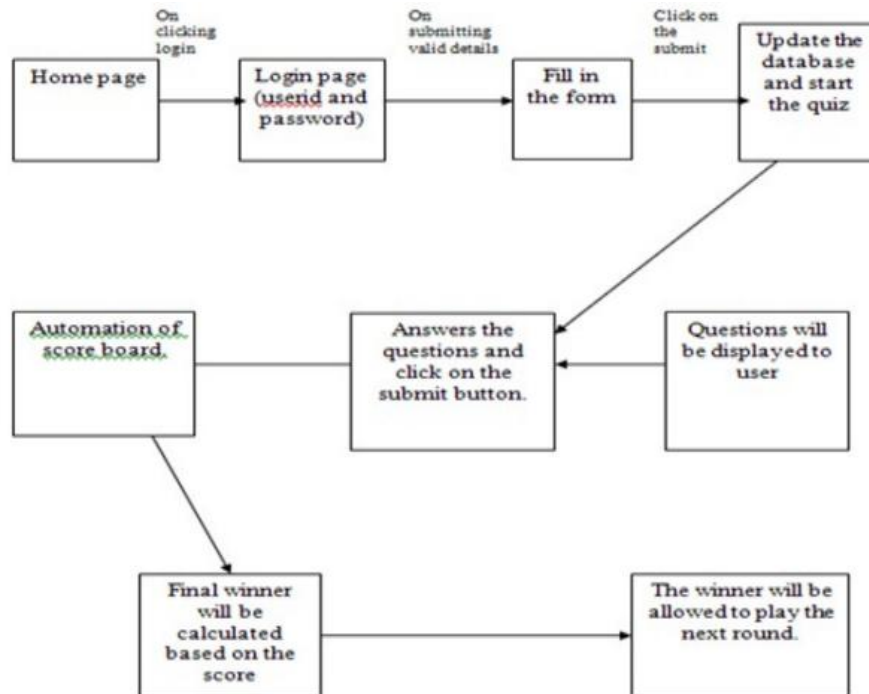 On
clicking
login
On
submitting
valid details
Click on
the
submit
Home page
Login page
(userid and
password)
Fill in
the form
Update the
database
and start
the quiz
Automation of
score board.
Answers the
questions and
click on the
submit button.
Questions will
be displayed to
user
Final winner
will be
calculated
based on the
score
The winner will be
allowed to play the
next round.